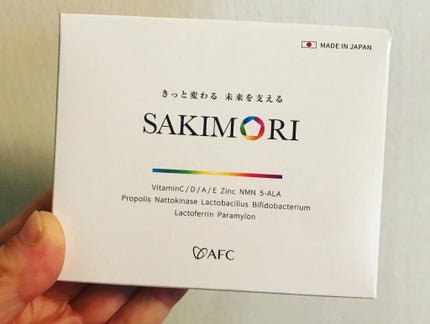 MADE IN JAPAN
きっと変わる 未来を支える
SAKIMORI
VitaminC/D/A/E Zinc NMN 5-ALA
Propolis Nattokinase Lactobacillus Bifidobacterium
Lactoferrin Paramylon
AFC